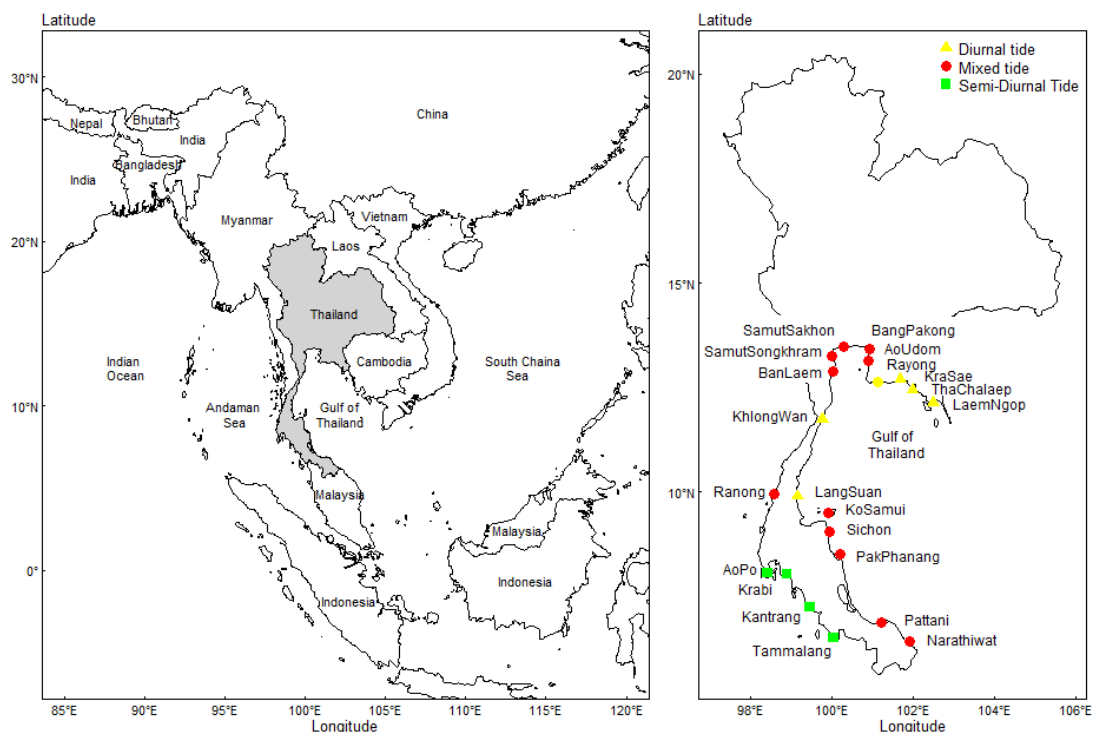 Latitude
30°N
20°N
10°N
0°
China
Nepal
Bhutan
India
Bangladesh
India
Myanmar
Vietnam
Laos
Thailand
Cambodia
Indian
Ocean
South Chaina
Sea
Andaman
Sea
Gulf of
Thailand
Malaysia
Malaysia
Indonesia
Indonesia
85°E
90°E
95°E
100°E
105°E
110°E
115°E
120°E
Longitude
Latitude
Diurnal tide
Mixed tide
Semi-Diurnal Tide
20°N
15°N
10°N
SamutSakhon
BangPakong
SamutSongkhram
AoUdom
Rayong
BanLaem
KraSae
ThaChalaep
LaemNgop
KhlongWan
Gulf of
Thailand
Ranong
LangSuan
KoSamui
Sichon
PakPhanang
AoPo
Krabi
Kantrang
Pattani
Narathiwat
Tammalang
98°E
100°E
102°E
104°E
106°E
Longitude